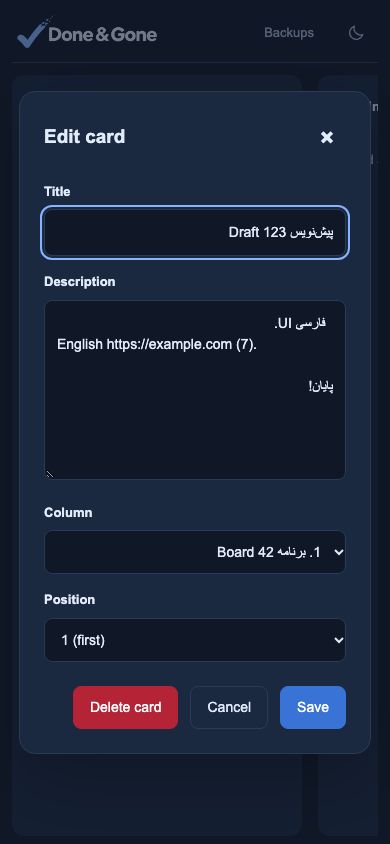 Done & Gone
Backups
Edit card
×
Title
پیش‌نویس Draft 123
Description
فارسی UI.
English https://example.com (7).
پایان!
Column
1. برنامه Board 42
Position
1 (first)
Delete card
Cancel
Save